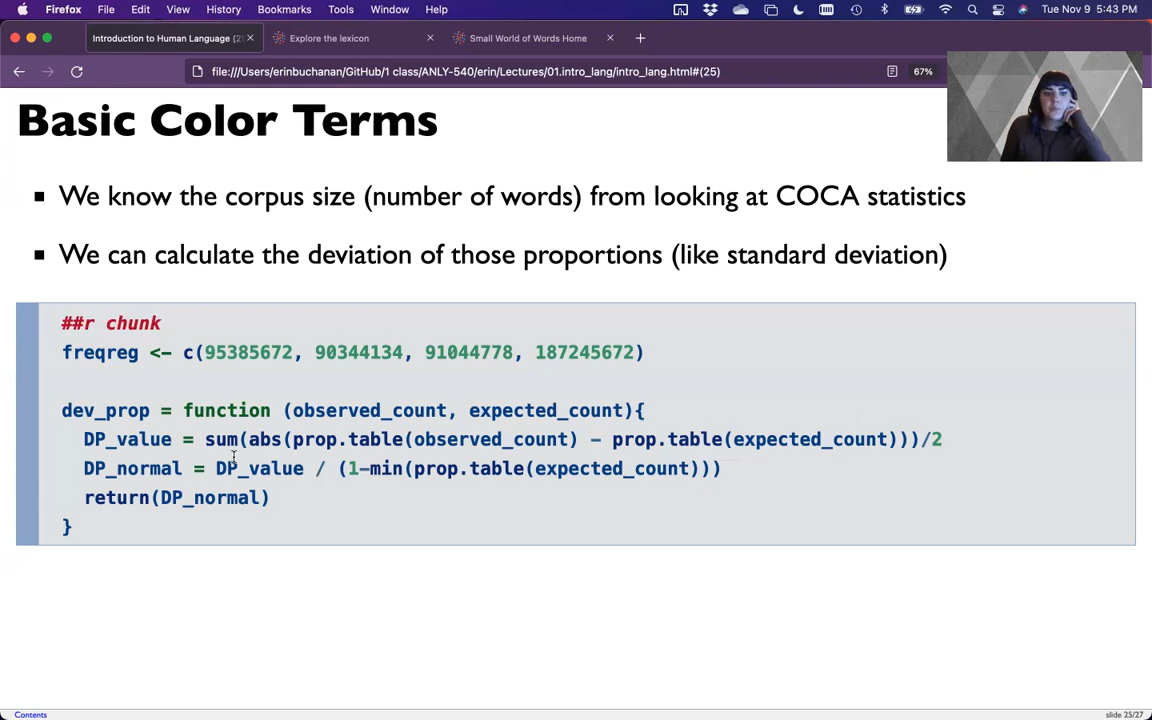 Firefox File Edit View History Bookmarks Tools Window Help Tue Nov 9 5:43 PM
Introduction to Human Language (2 Explore the lexicon Small World of Words Home
file:///Users/erinbuchanan/GitHub/1 class/ANLY-540/erin/Lectures/01.intro_lang/intro_lang.html#(25) 67%
Basic Color Terms
▪ We know the corpus size (number of words) from looking at COCA statistics
▪ We can calculate the deviation of those proportions (like standard deviation)
##r chunk
freqreg <- c(95385672, 90344134, 91044778, 187245672)
dev_prop = function (observed_count, expected_count){
DP_value = sum(abs(prop.table(observed_count) - prop.table(expected_count)))/2
DP_normal = DP_value / (1-min(prop.table(expected_count)))
return(DP_normal)
}
Contents slide 25/27